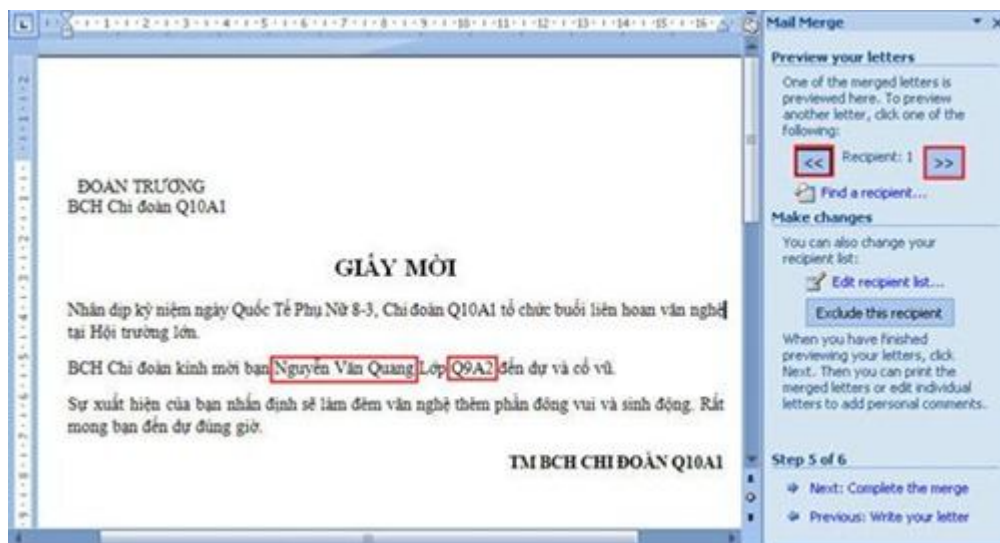 Mail Merge
Preview your letters
One of the merged letters is
previewed here. To preview
another letter, click one of the
following:
<< Recipient: 1 >>
Find a recipient...
Make changes
You can also change your
recipient list:
Edit recipient list...
Exclude this recipient
When you have finished
previewing your letters, click
Next. Then you can print the
merged letters or edit individual
letters to add personal comments.
Step 5 of 6
Next: Complete the merge
Previous: Write your letter
ĐOÀN TRƯỜNG
BCH Chi đoàn Q10A1
GIẤY MỜI
Nhân dịp kỷ niệm ngày Quốc Tế Phụ Nữ 8-3, Chi đoàn Q10A1 tổ chức buổi liên hoan văn nghệ
tại Hội trường lớn.
BCH Chi đoàn kính mời bạn Nguyễn Văn Quang Lớp Q9A2 đến dự và cổ vũ.
Sự xuất hiện của bạn nhấn định sẽ làm đêm văn nghệ thêm phần đông vui và sinh động. Rất
mong bạn đến dự đúng giờ.
TM BCH CHI ĐOÀN Q10A1